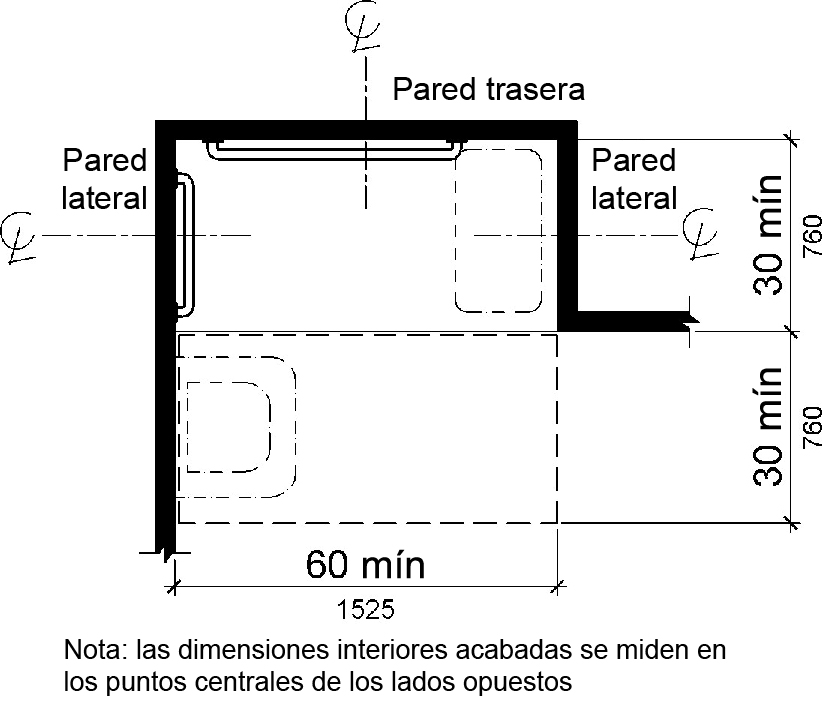 ℄
Pared trasera
Pared
lateral
Pared
lateral
℄
℄
30 mín
760
30 mín
760
60 mín
1525
Nota: las dimensiones interiores acabadas se miden en
los puntos centrales de los lados opuestos